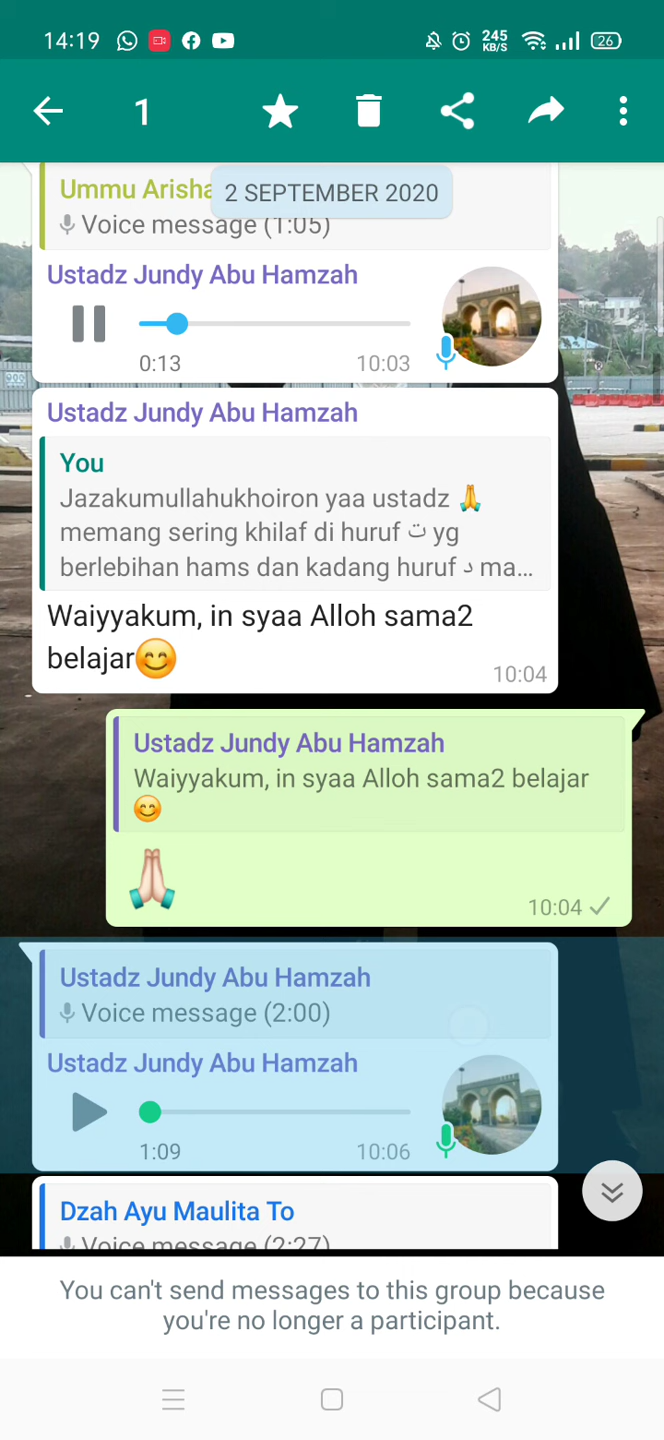 14:19
245
KB/S
26
1
Ummu Arisha
2 SEPTEMBER 2020
Voice message (1:05)
Ustadz Jundy Abu Hamzah
0:13 10:03
Ustadz Jundy Abu Hamzah
You
Jazakumullahukhoiron yaa ustadz 🙏
memang sering khilaf di huruf ت yg
berlebihan hams dan kadang huruf د ma...
Waiyyakum, in syaa Alloh sama2
belajar😊
10:04
Ustadz Jundy Abu Hamzah
Waiyyakum, in syaa Alloh sama2 belajar
😊
🙏🏻
10:04
Ustadz Jundy Abu Hamzah
Voice message (2:00)
Ustadz Jundy Abu Hamzah
1:09 10:06
Dzah Ayu Maulita To
Voice message (2:27)
You can't send messages to this group because
you're no longer a participant.